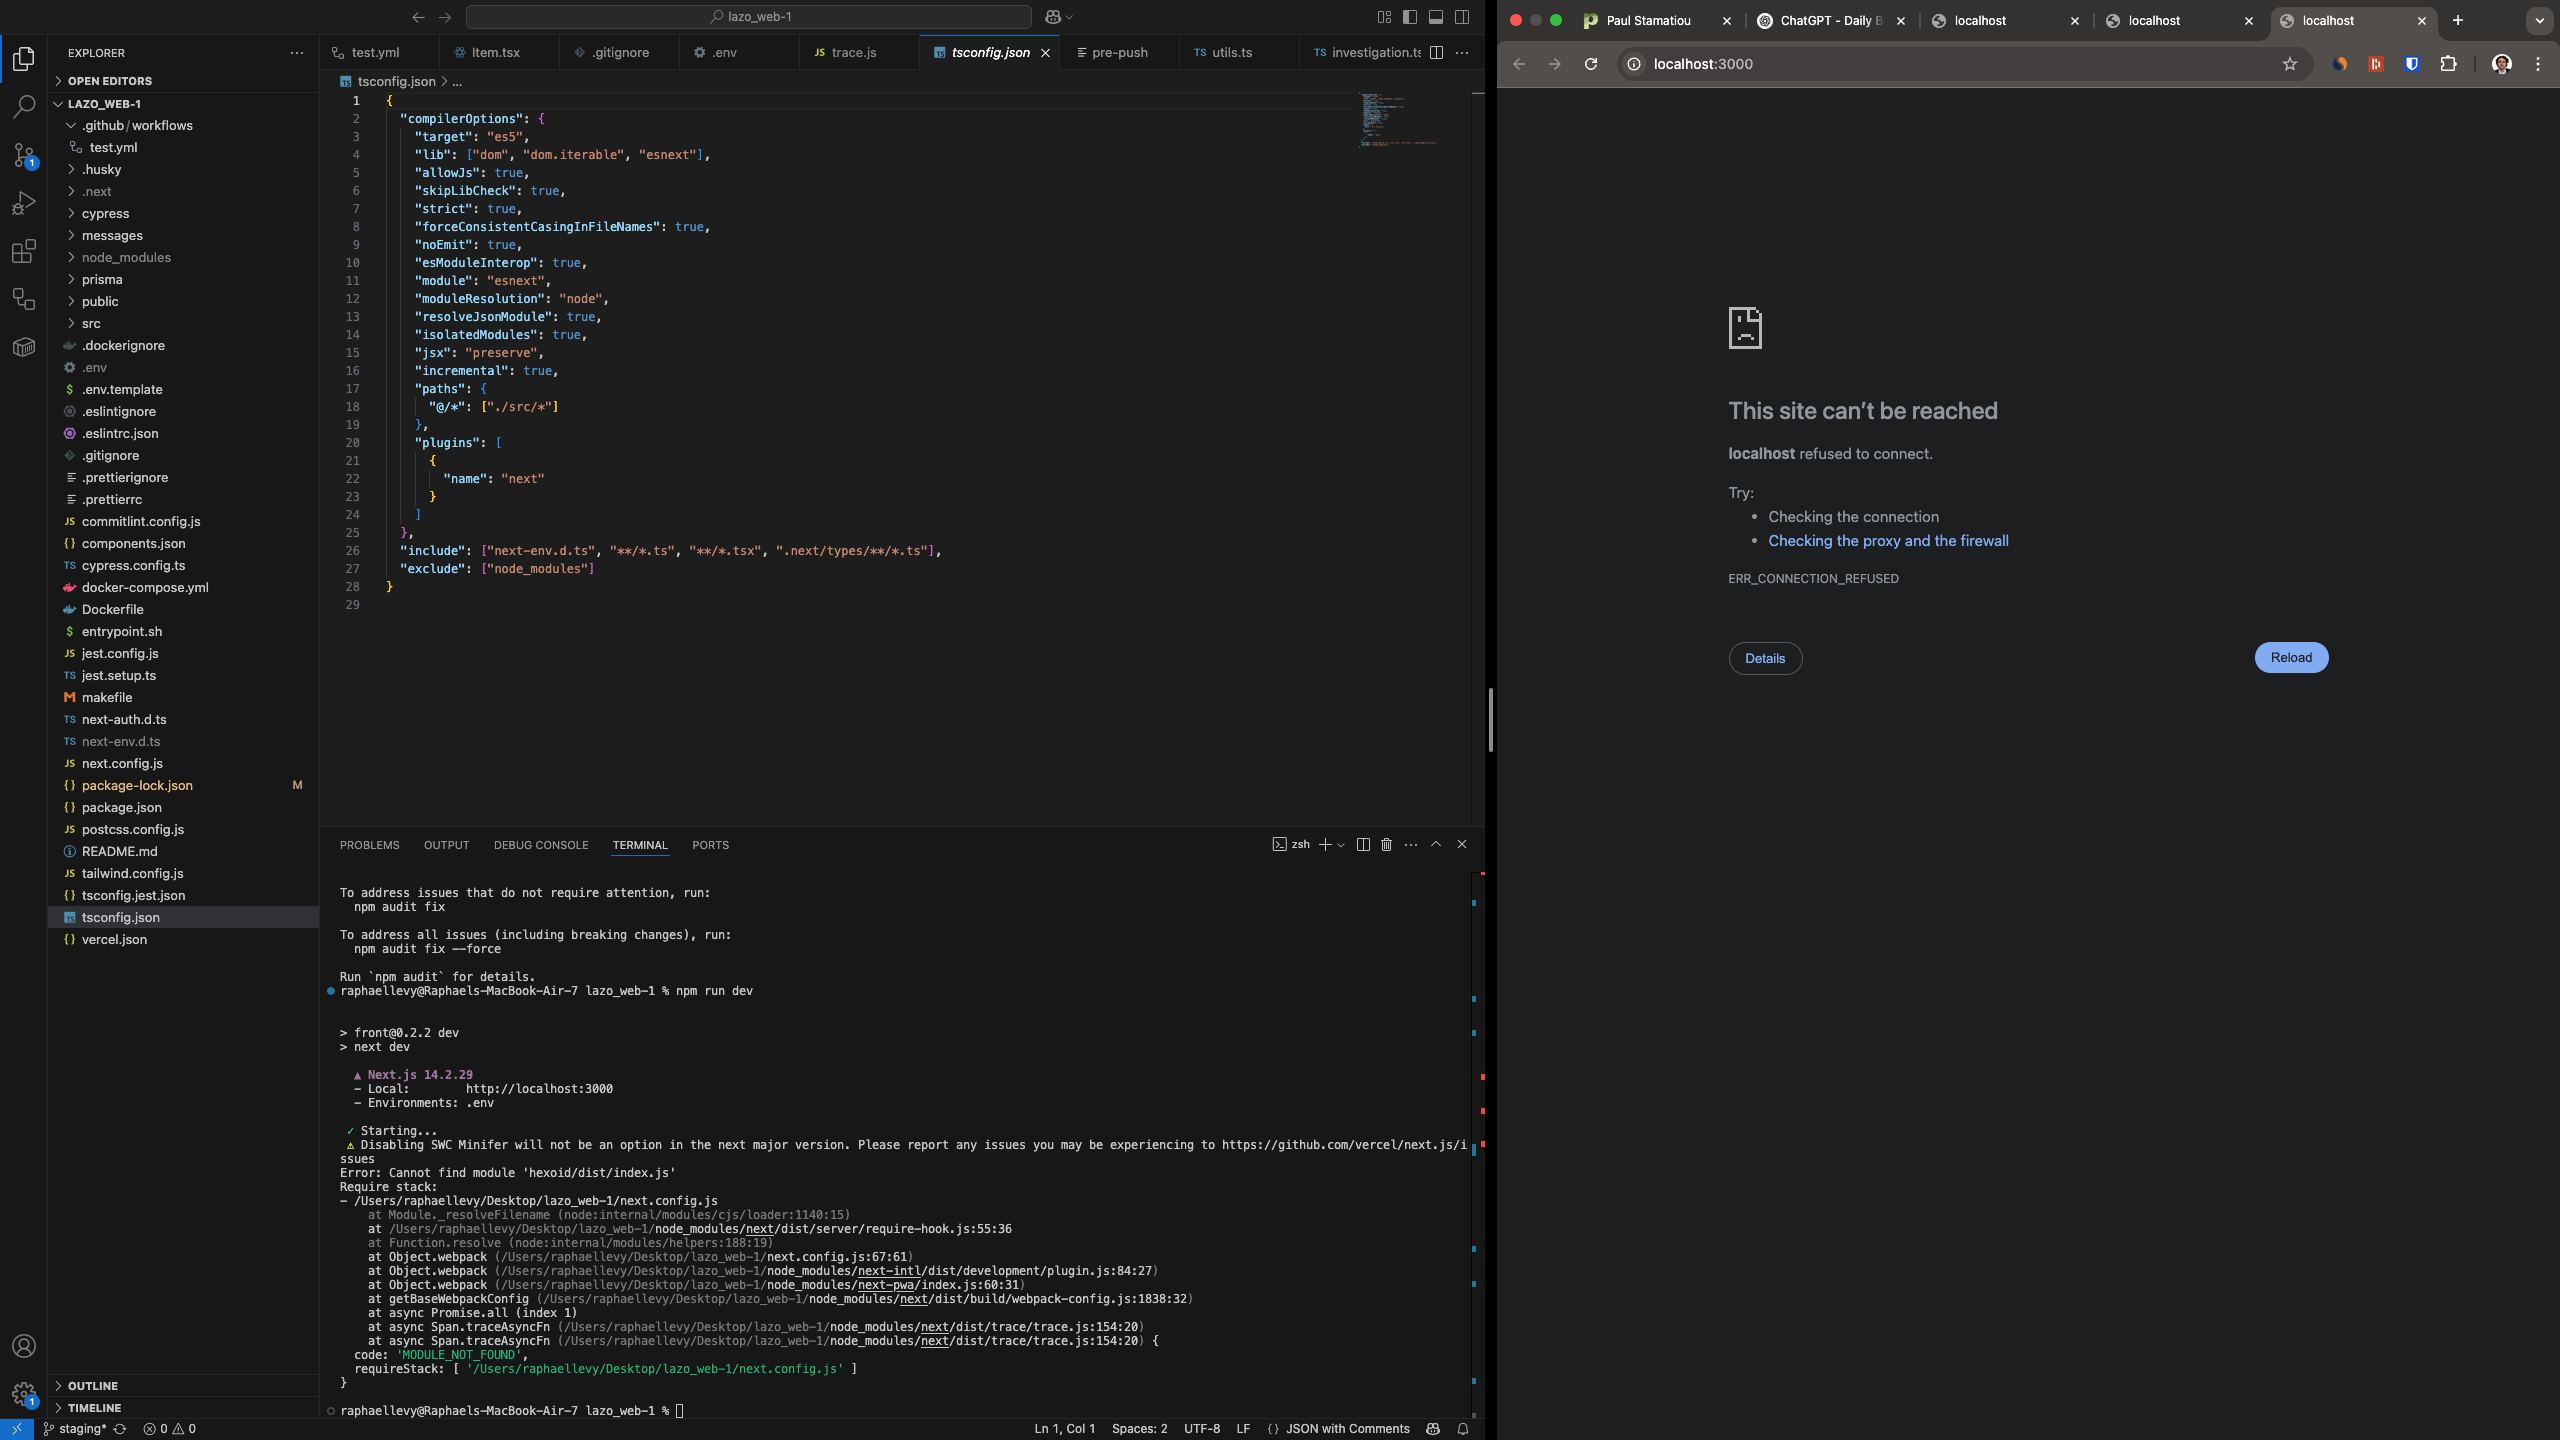 lazo_web-1
EXPLORER
OPEN EDITORS
LAZO_WEB-1
.github/workflows
test.yml
.husky
.next
cypress
messages
node_modules
prisma
public
src
.dockerignore
.env
.env.template
.eslintignore
.eslintrc.json
.gitignore
.prettierignore
.prettierrc
commitlint.config.js
components.json
cypress.config.ts
docker-compose.yml
Dockerfile
entrypoint.sh
jest.config.js
jest.setup.ts
makefile
next-auth.d.ts
next-env.d.ts
next.config.js
package-lock.json M
package.json
postcss.config.js
README.md
tailwind.config.js
tsconfig.jest.json
tsconfig.json
vercel.json
OUTLINE
TIMELINE
test.yml Item.tsx .gitignore .env JS trace.js tsconfig.json pre-push TS utils.ts TS investigation.ts
tsconfig.json > ...
1 {
2 "compilerOptions": {
3 "target": "es5",
4 "lib": ["dom", "dom.iterable", "esnext"],
5 "allowJs": true,
6 "skipLibCheck": true,
7 "strict": true,
8 "forceConsistentCasingInFileNames": true,
9 "noEmit": true,
10 "esModuleInterop": true,
11 "module": "esnext",
12 "moduleResolution": "node",
13 "resolveJsonModule": true,
14 "isolatedModules": true,
15 "jsx": "preserve",
16 "incremental": true,
17 "paths": {
18 "@/*": ["./src/*"]
19 },
20 "plugins": [
21 {
22 "name": "next"
23 }
24 ]
25 },
26 "include": ["next-env.d.ts", "**/*.ts", "**/*.tsx", ".next/types/**/*.ts"],
27 "exclude": ["node_modules"]
28 }
29
PROBLEMS OUTPUT DEBUG CONSOLE TERMINAL PORTS zsh
To address issues that do not require attention, run:
npm audit fix
To address all issues (including breaking changes), run:
npm audit fix --force
Run `npm audit` for details.
raphaellevy@Raphaels-MacBook-Air-7 lazo_web-1 % npm run dev
> front@0.2.2 dev
> next dev
▲ Next.js 14.2.29
- Local: http://localhost:3000
- Environments: .env
✓ Starting...
⚠ Disabling SWC Minifer will not be an option in the next major version. Please report any issues you may be experiencing to https://github.com/vercel/next.js/i
ssues
Error: Cannot find module 'hexoid/dist/index.js'
Require stack:
- /Users/raphaellevy/Desktop/lazo_web-1/next.config.js
at Module._resolveFilename (node:internal/modules/cjs/loader:1140:15)
at /Users/raphaellevy/Desktop/lazo_web-1/node_modules/next/dist/server/require-hook.js:55:36
at Function.resolve (node:internal/modules/helpers:188:19)
at Object.webpack (/Users/raphaellevy/Desktop/lazo_web-1/next.config.js:67:61)
at Object.webpack (/Users/raphaellevy/Desktop/lazo_web-1/node_modules/next-intl/dist/development/plugin.js:84:27)
at Object.webpack (/Users/raphaellevy/Desktop/lazo_web-1/node_modules/next-pwa/index.js:60:31)
at getBaseWebpackConfig (/Users/raphaellevy/Desktop/lazo_web-1/node_modules/next/dist/build/webpack-config.js:1838:32)
at async Promise.all (index 1)
at async Span.traceAsyncFn (/Users/raphaellevy/Desktop/lazo_web-1/node_modules/next/dist/trace/trace.js:154:20)
at async Span.traceAsyncFn (/Users/raphaellevy/Desktop/lazo_web-1/node_modules/next/dist/trace/trace.js:154:20) {
code: 'MODULE_NOT_FOUND',
requireStack: [ '/Users/raphaellevy/Desktop/lazo_web-1/next.config.js' ]
}
raphaellevy@Raphaels-MacBook-Air-7 lazo_web-1 %
staging* 0 0 Ln 1, Col 1 Spaces: 2 UTF-8 LF {} JSON with Comments
Paul Stamatiou ChatGPT - Daily B localhost localhost localhost
localhost:3000
This site can't be reached
localhost refused to connect.
Try:
• Checking the connection
• Checking the proxy and the firewall
ERR_CONNECTION_REFUSED
Details
Reload